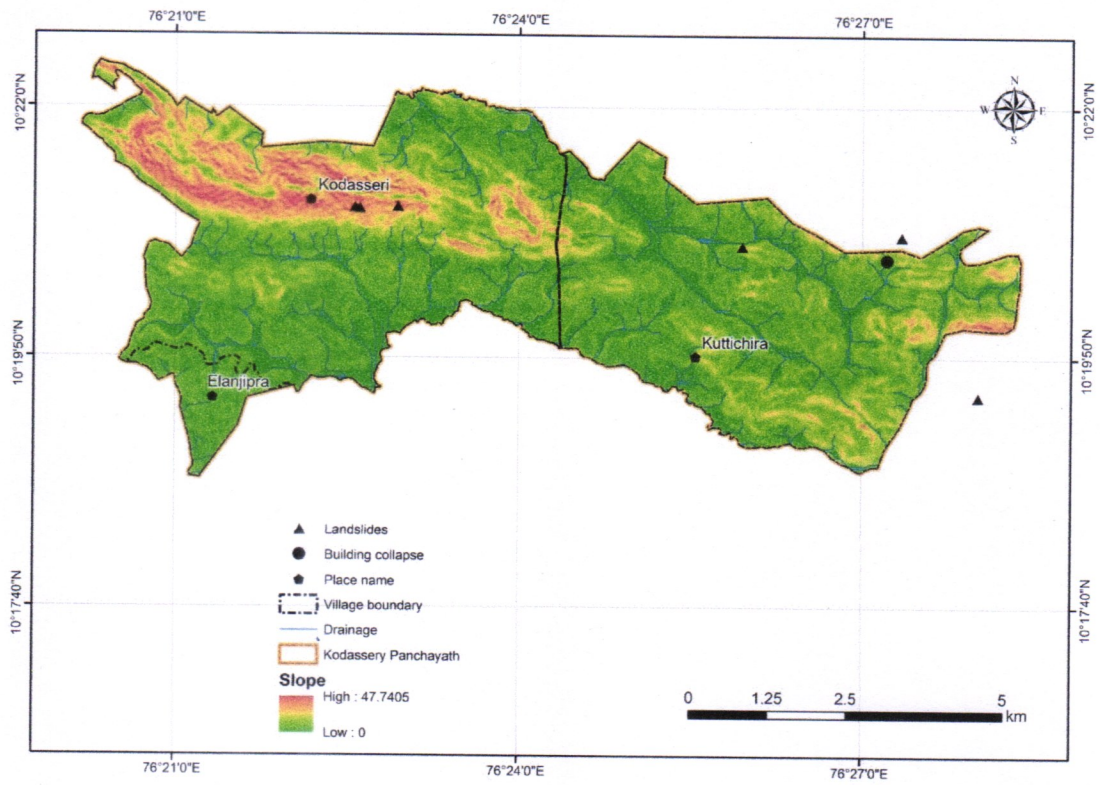 76°21'0"E
76°24'0"E
76°27'0"E
10°22'0"N
10°22'0"N
N
W E
S
Kodasseri
10°19'50"N
10°19'50"N
Kuttichira
Elanjipra
Landslides
Building collapse
Place name
10°17'40"N
10°17'40"N
Village boundary
Drainage
Kodassery Panchayath
Slope
High : 47.7405
Low : 0
0 1.25 2.5 5
km
76°21'0"E
76°24'0"E
76°27'0"E